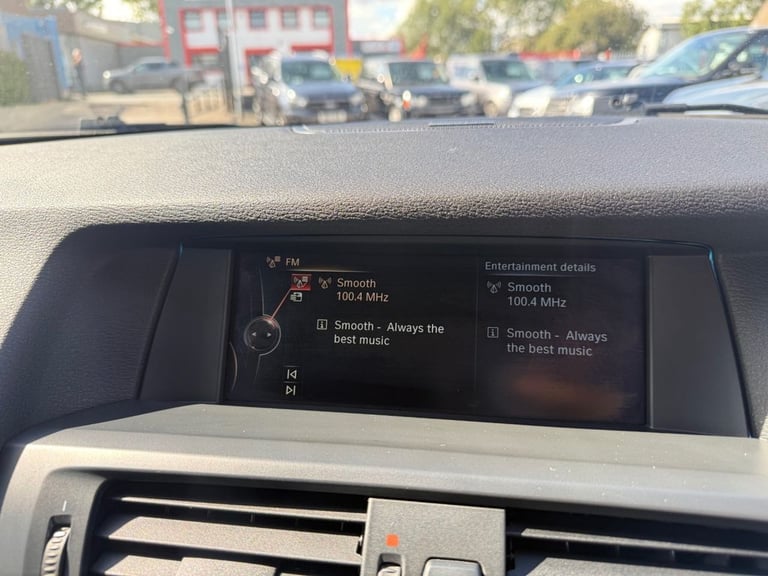 FM
Smooth
100.4 MHz
Smooth - Always the
best music
Entertainment details
Smooth
100.4 MHz
Smooth - Always
the best music